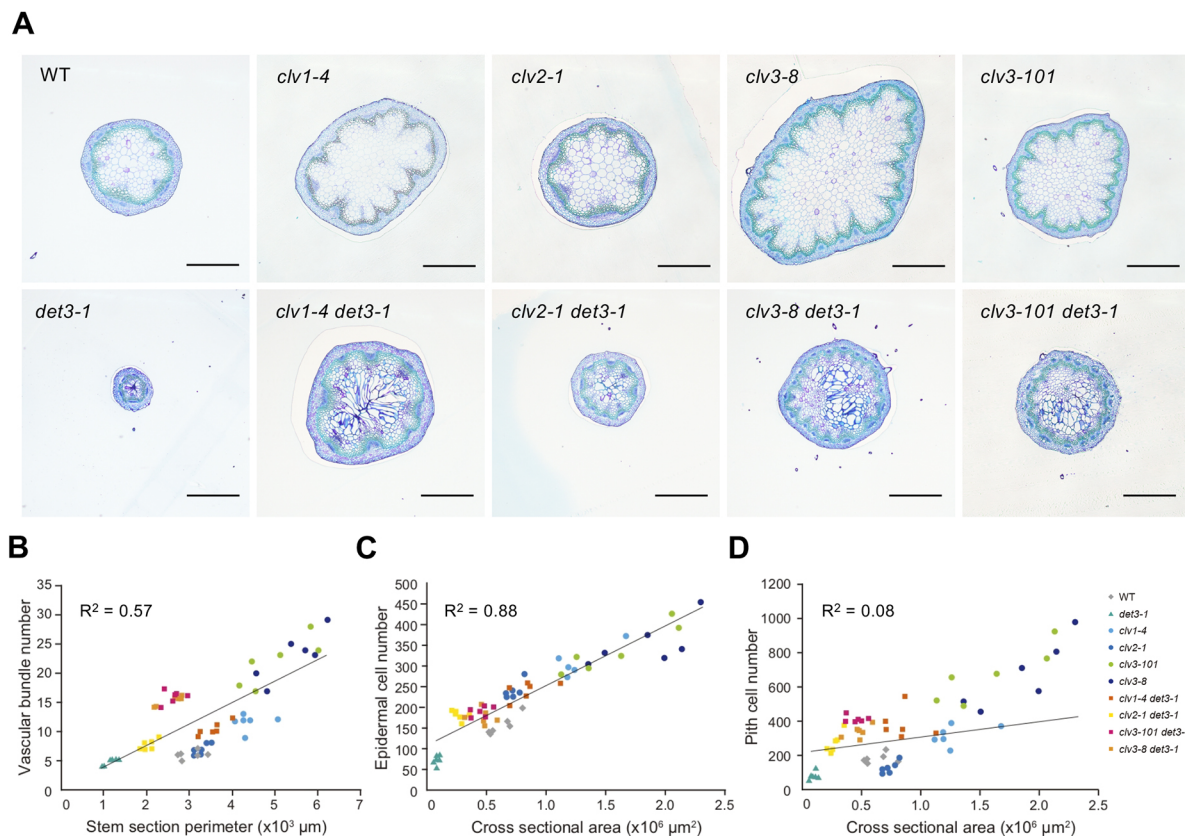 A
WT
clv1-4
clv2-1
clv3-8
clv3-101
det3-1
clv1-4 det3-1
clv2-1 det3-1
clv3-8 det3-1
clv3-101 det3-1
B
R² = 0.57
Vascular bundle number
35
30
25
20
15
10
5
0
0 1 2 3 4 5 6 7
Stem section perimeter (x10³ μm)
C
R² = 0.88
Epidermal cell number
500
450
400
350
300
250
200
150
100
50
0
0 0.5 1.0 1.5 2.0 2.5
Cross sectional area (x10⁶ μm²)
D
R² = 0.08
Pith cell number
1200
1000
800
600
400
200
0
0 0.5 1.0 1.5 2.0 2.5
Cross sectional area (x10⁶ μm²)
WT
det3-1
clv1-4
clv2-1
clv3-101
clv3-8
clv1-4 det3-1
clv2-1 det3-1
clv3-101 det3-
clv3-8 det3-1